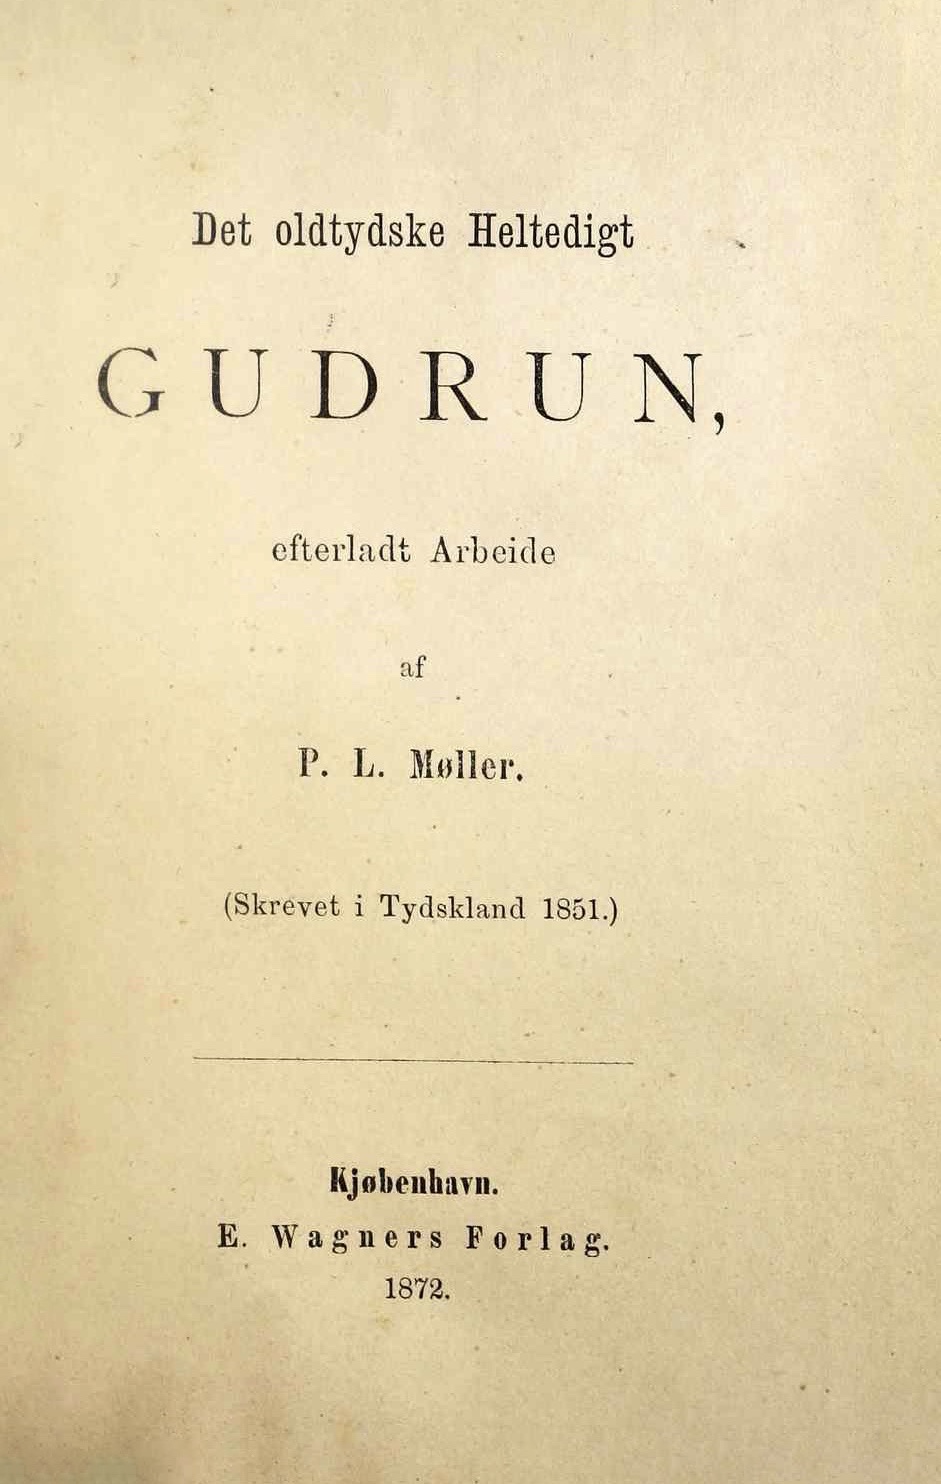 Det oldtydske Heltedigt
GUDRUN,
efterladt Arbeide
af
P. L. Møller.
(Skrevet i Tydskland 1851.)
Kjøbenhavn.
E. Wagners Forlag.
1872.